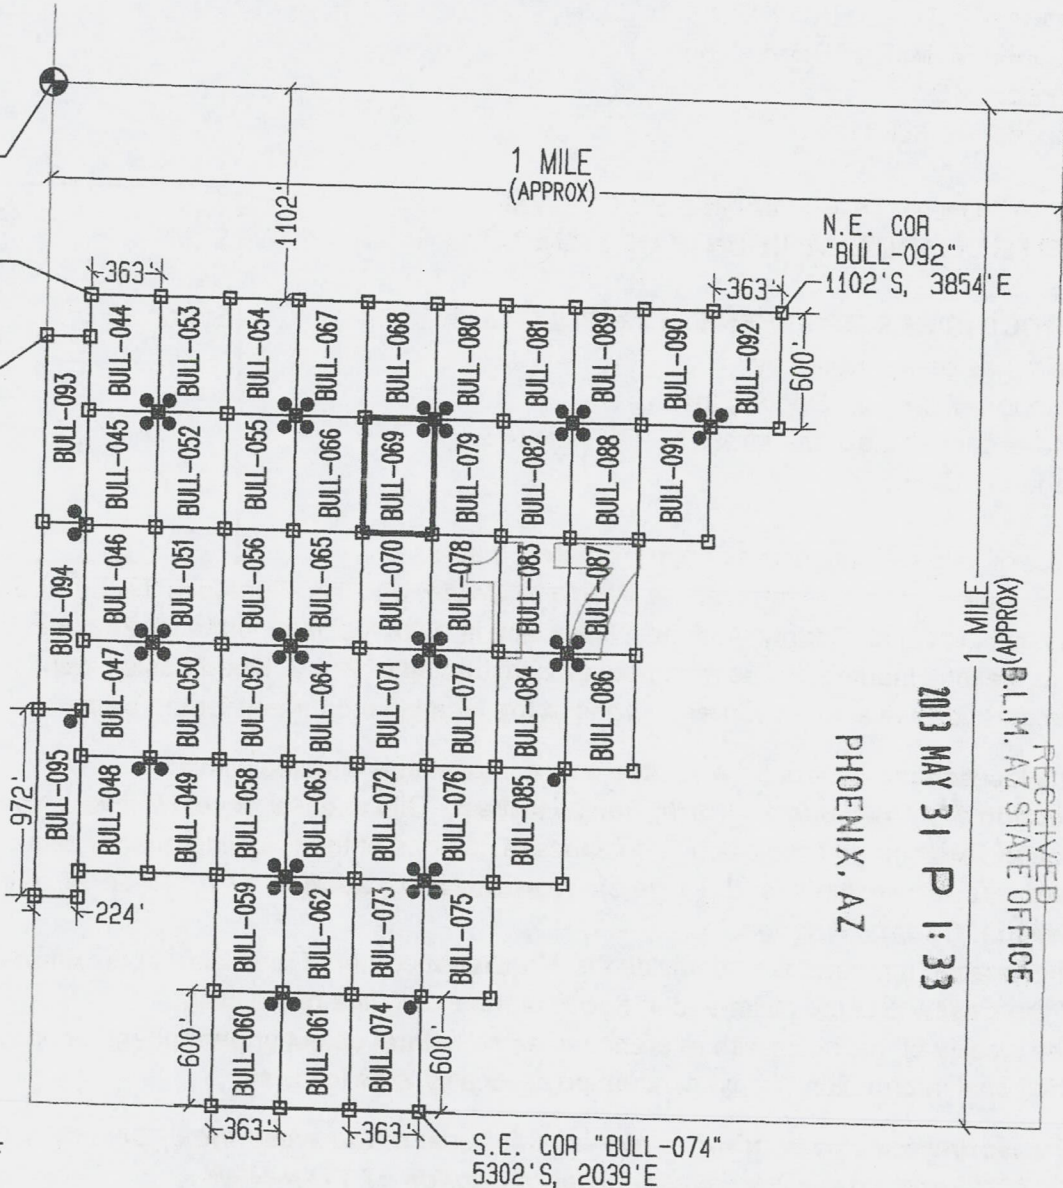 1 MILE
(APPROX)
1102'
N.E. COR
"BULL-092"
1102'S, 3854'E
363'
363'
600'
BULL-044
BULL-053
BULL-054
BULL-067
BULL-068
BULL-080
BULL-081
BULL-089
BULL-090
BULL-092
BULL-093
BULL-045
BULL-052
BULL-055
BULL-066
BULL-069
BULL-079
BULL-082
BULL-088
BULL-091
BULL-094
BULL-046
BULL-051
BULL-056
BULL-065
BULL-070
BULL-078
BULL-083
BULL-087
BULL-047
BULL-050
BULL-057
BULL-064
BULL-071
BULL-077
BULL-084
BULL-086
BULL-095
BULL-048
BULL-049
BULL-058
BULL-063
BULL-072
BULL-076
BULL-085
972'
224'
BULL-059
BULL-062
BULL-073
BULL-075
600'
BULL-060
BULL-061
BULL-074
600'
363'
363'
S.E. COR "BULL-074"
5302'S, 2039'E
1 MILE
(APPROX)
RECEIVED
B.L.M. AZ STATE OFFICE
2013 MAY 31 P 1:33
PHOENIX, AZ